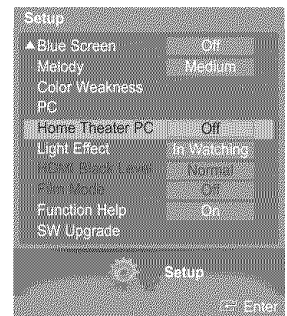 Setup
▲Blue Screen Off
Melody Medium
Color Weakness
PC
Home Theater PC Off
Light Effect In Watching
HDMI Black Level Normal
Film Mode Off
Function Help On
SW Upgrade
Setup
Enter